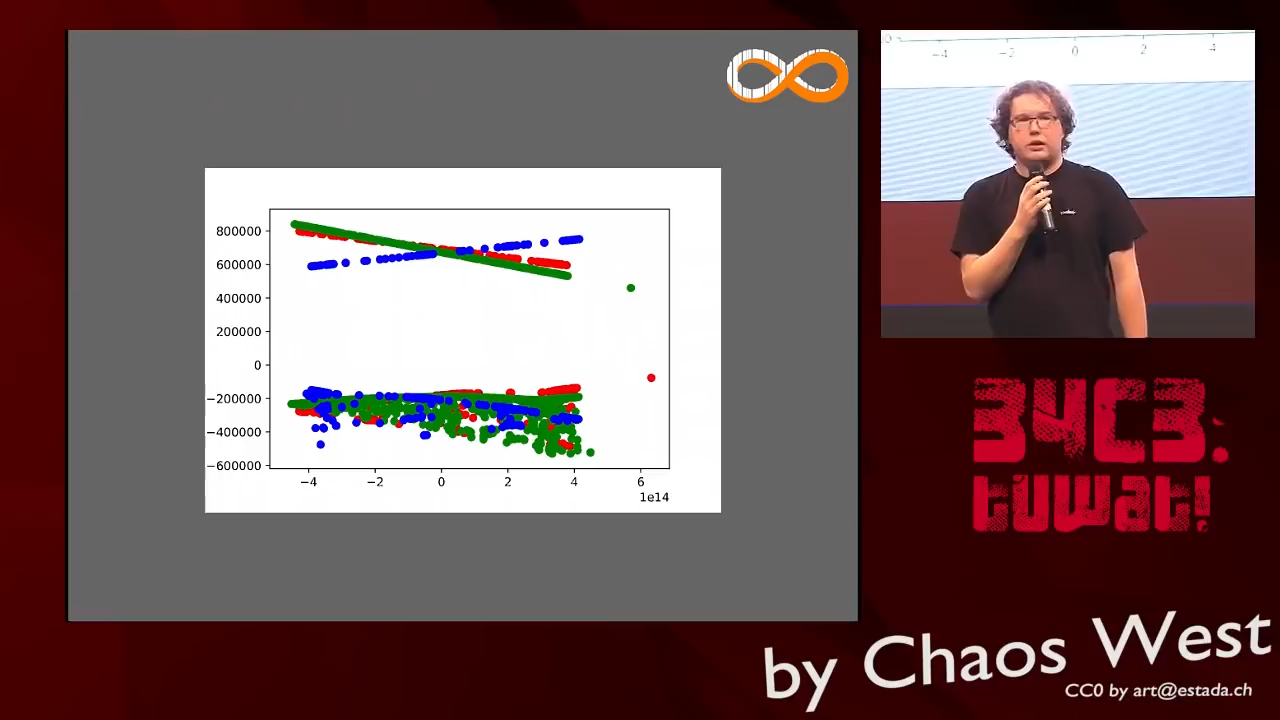 800000
600000
400000
200000
0
−200000
−400000
−600000
−4 −2 0 2 4 6
1e14
−4 −2 0 2 4
34C3:
tuwat!
by Chaos West
CC0 by art@estada.ch